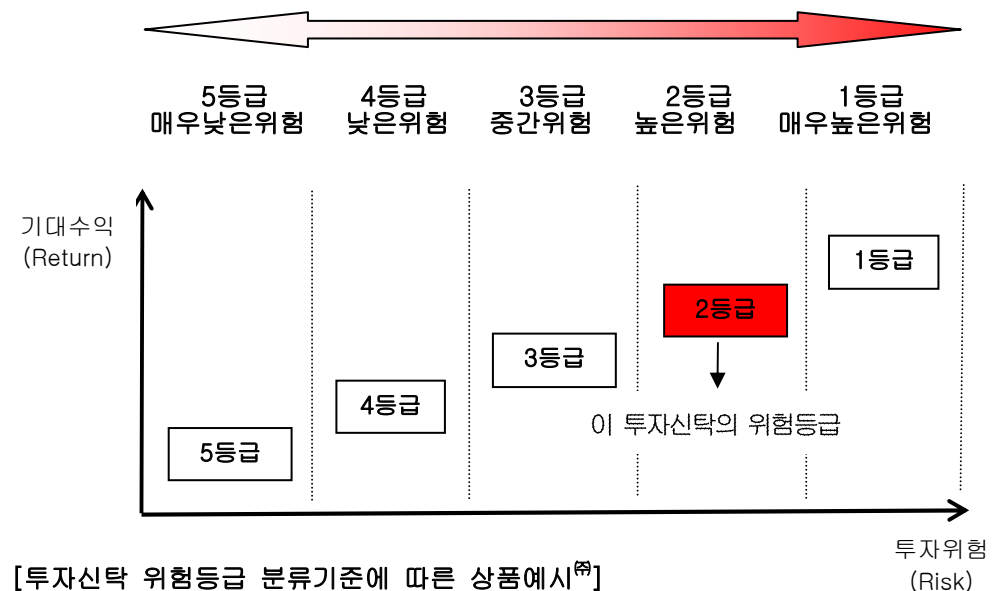 5등급
매우낮은위험
4등급
낮은위험
3등급
중간위험
2등급
높은위험
1등급
매우높은위험
기대수익
(Return)
1등급
2등급
3등급
이 투자신탁의 위험등급
4등급
5등급
투자위험
(Risk)
[투자신탁 위험등급 분류기준에 따른 상품예시㈜]